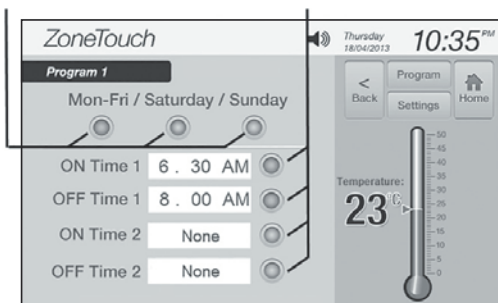 ZoneTouch
Thursday
18/04/2013
10:35 PM
Program 1
Mon-Fri / Saturday / Sunday
ON Time 1 6 . 30 AM
OFF Time 1 8 . 00 AM
ON Time 2 None
OFF Time 2 None
<
Back
Program
Settings
Home
Temperature:
23°C
50
45
40
35
30
25
20
15
10
5
0